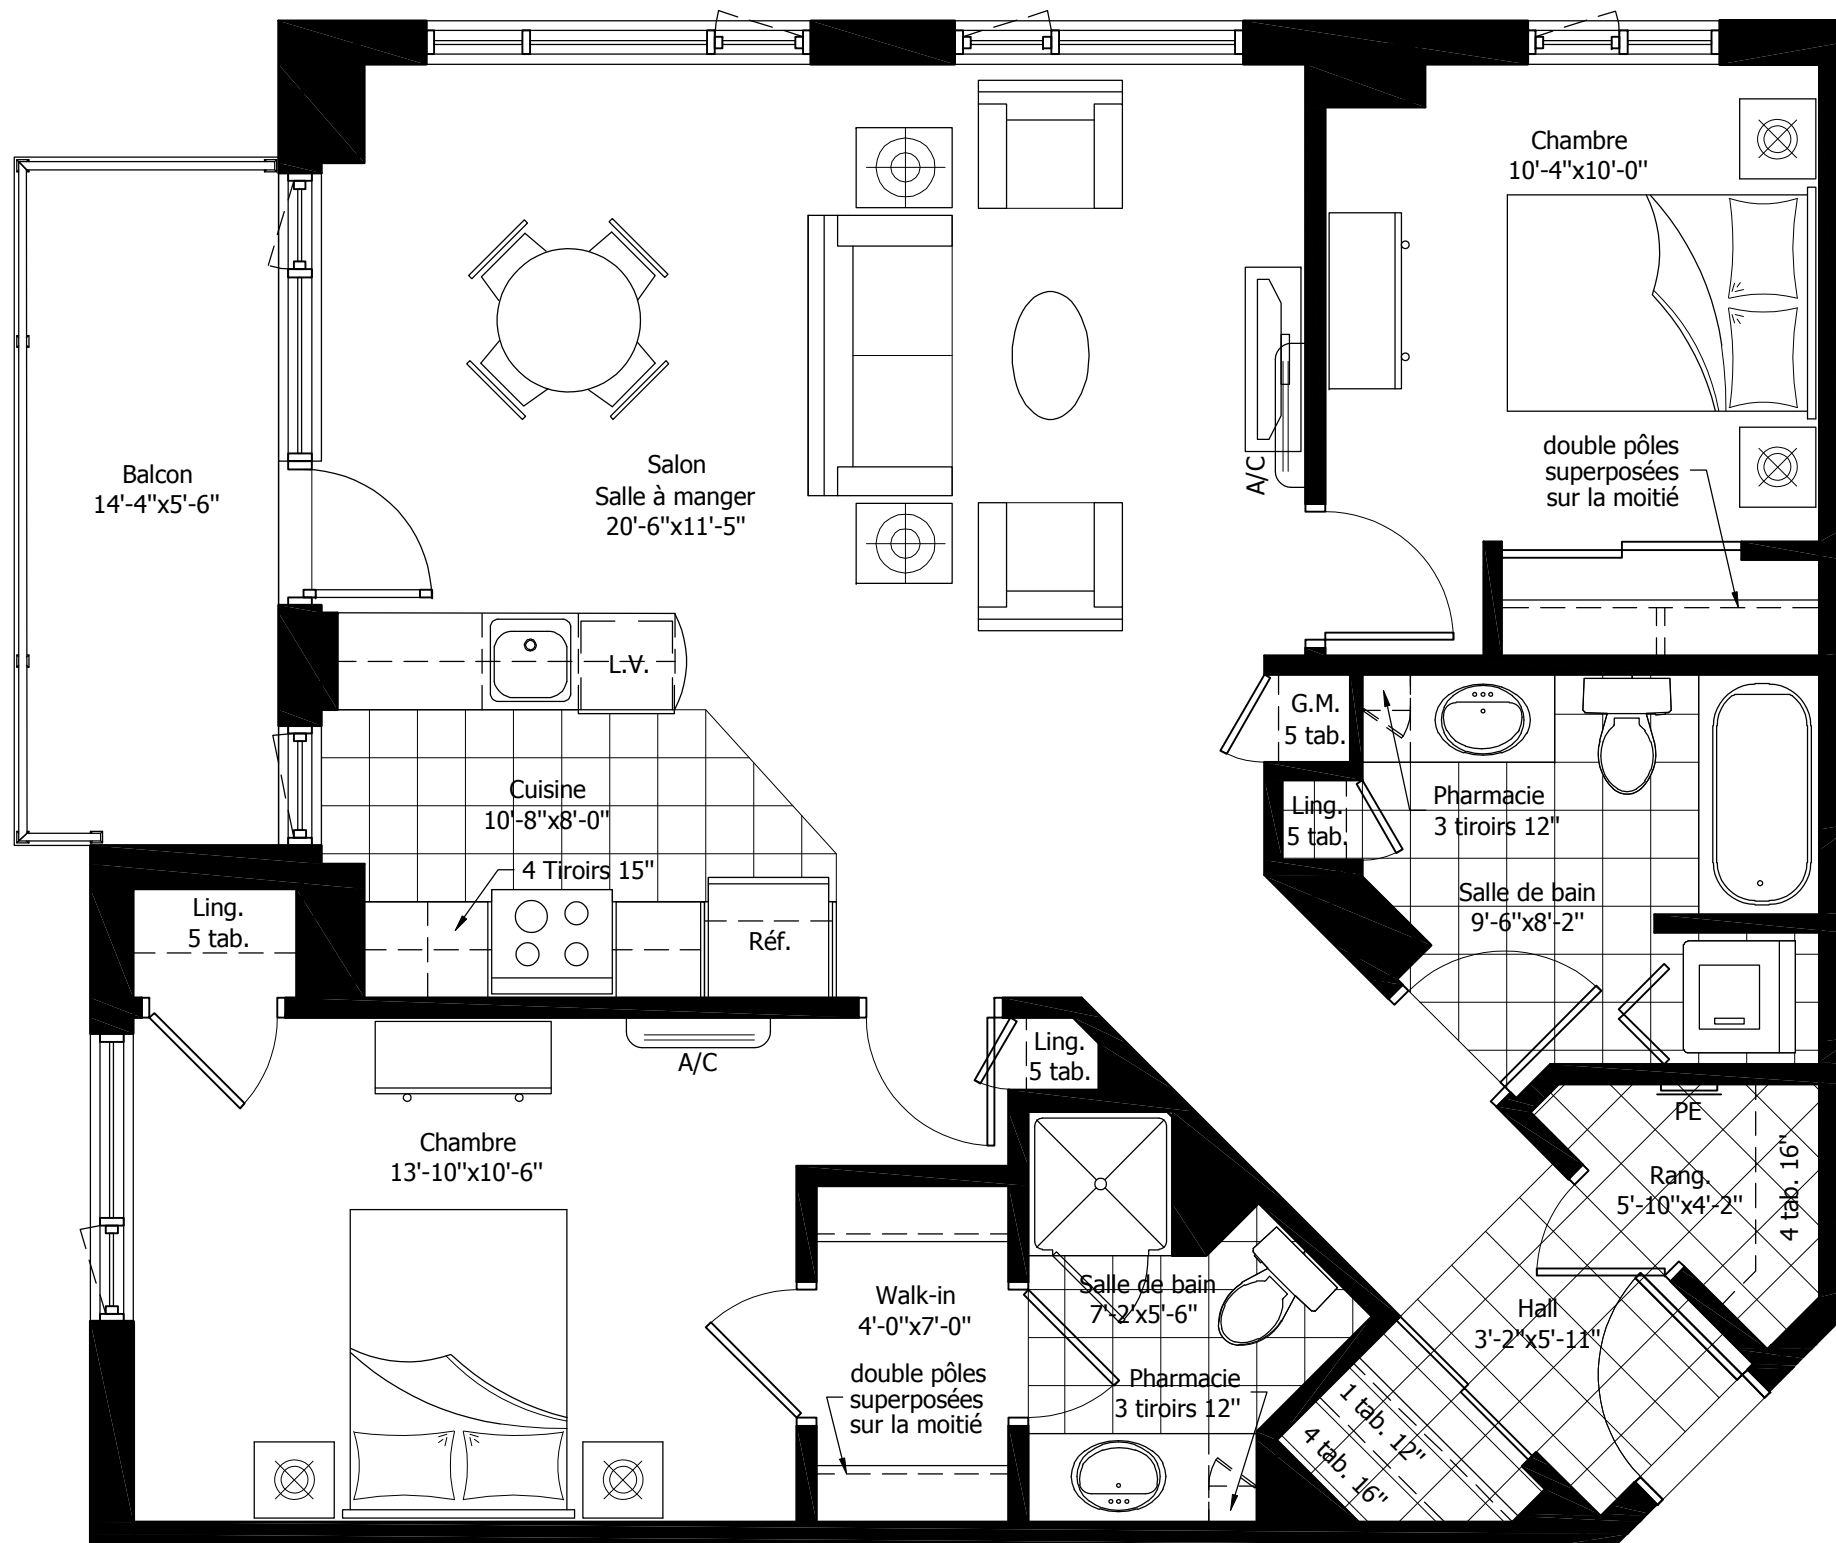 Chambre
10'-4"x10'-0"
double pôles
superposées
sur la moitié
Balcon
14'-4"x5'-6"
Salon
Salle à manger
20'-6"x11'-5"
A/C
L.V.
G.M.
5 tab.
Cuisine
10'-8"x8'-0"
Ling.
5 tab.
Pharmacie
3 tiroirs 12"
4 Tiroirs 15"
Salle de bain
9'-6"x8'-2"
Ling.
5 tab.
Réf.
A/C
Ling.
5 tab.
PE
Chambre
13'-10"x10'-6"
Rang.
5'-10"x4'-2"
4 tab. 16"
Walk-in
4'-0"x7'-0"
double pôles
superposées
sur la moitié
Salle de bain
7'-2'x5'-6"
Hall
3'-2"x5'-11"
Pharmacie
3 tiroirs 12"
1 tab. 12"
4 tab. 16"